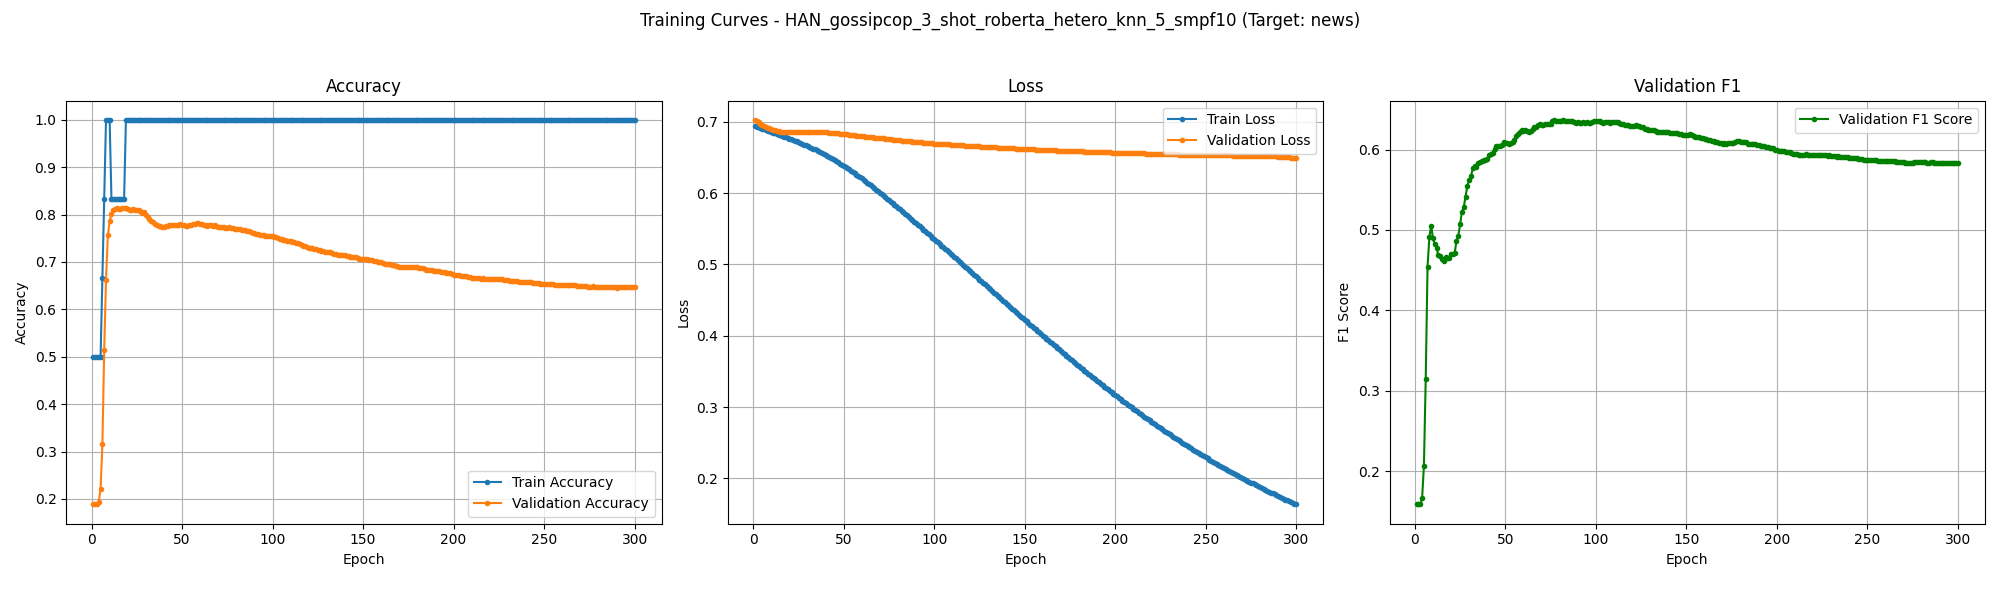 Training Curves - HAN_gossipcop_3_shot_roberta_hetero_knn_5_smpf10 (Target: news)
Accuracy
1.0
0.9
0.8
0.7
0.6
0.5
0.4
0.3
0.2
Accuracy
Train Accuracy
Validation Accuracy
0 50 100 150 200 250 300
Epoch
Loss
0.7
0.6
0.5
0.4
0.3
0.2
Loss
Train Loss
Validation Loss
0 50 100 150 200 250 300
Epoch
Validation F1
0.6
0.5
0.4
0.3
0.2
F1 Score
Validation F1 Score
0 50 100 150 200 250 300
Epoch